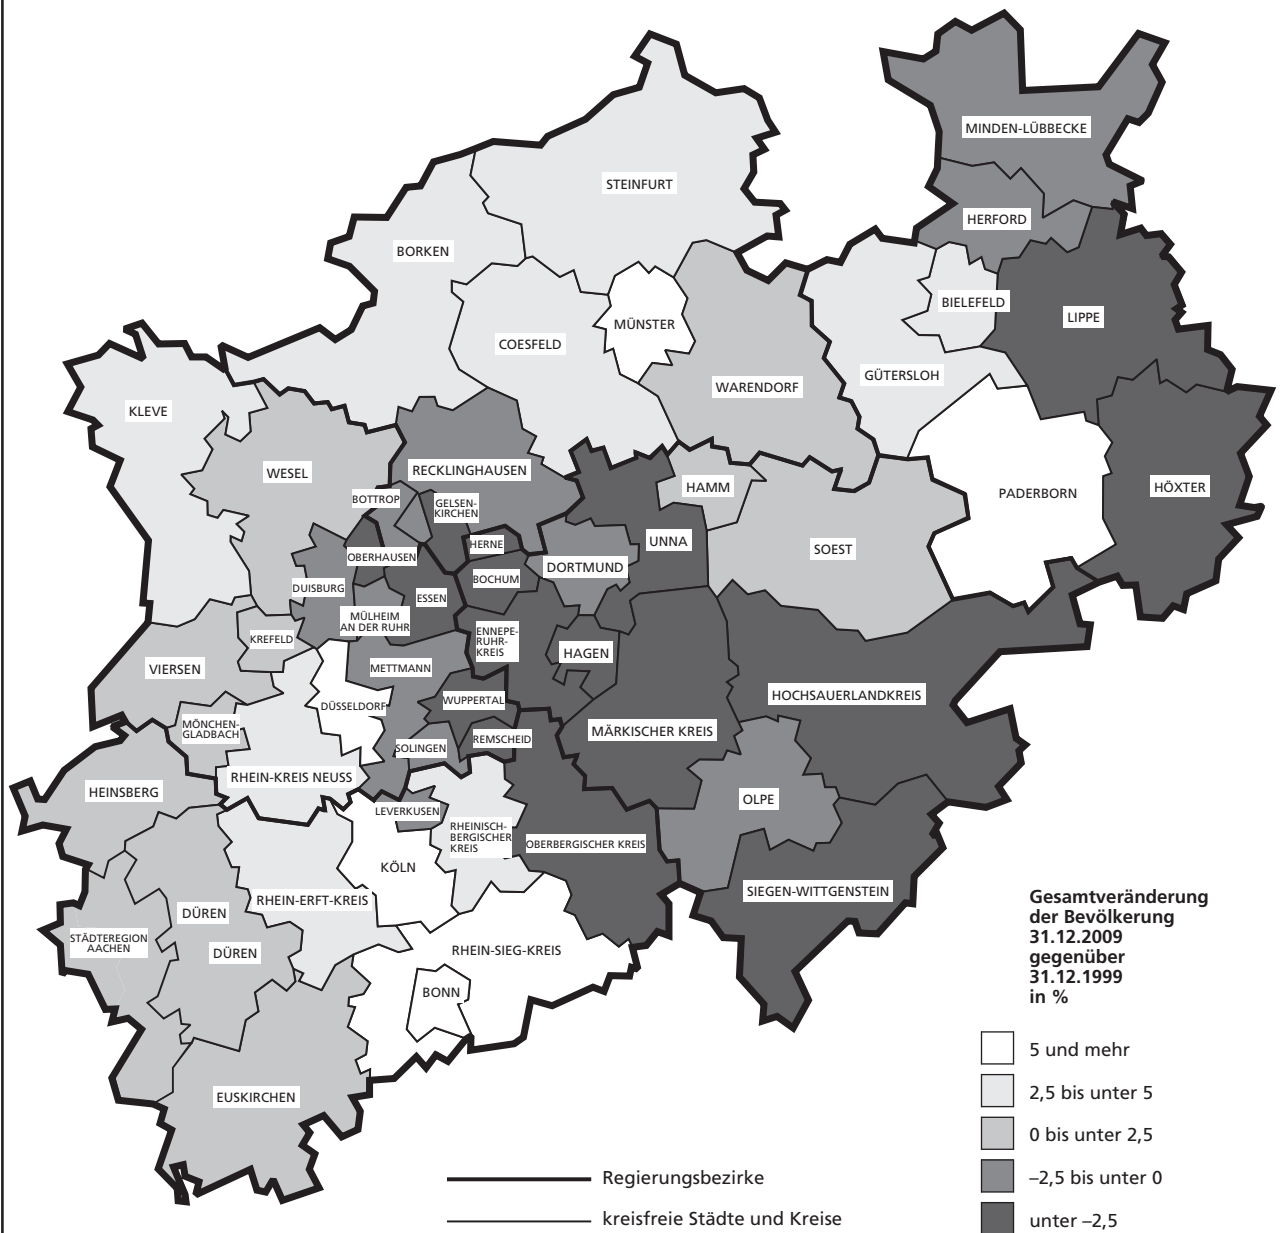 MINDEN-LÜBBECKE
STEINFURT
HERFORD
BORKEN
BIELEFELD
LIPPE
MÜNSTER
COESFELD
GÜTERSLOH
WARENDORF
KLEVE
RECKLINGHAUSEN
WESEL
HAMM
HÖXTER
PADERBORN
BOTTROP
GELSEN-
KIRCHEN
UNNA
HERNE
SOEST
OBERHAUSEN
DORTMUND
BOCHUM
DUISBURG
ESSEN
MÜLHEIM
AN DER RUHR
KREFELD
ENNEPE-
RUHR-
KREIS
HAGEN
VIERSEN
METTMANN
HOCHSAUERLANDKREIS
WUPPERTAL
DÜSSELDORF
MÖNCHEN-
GLADBACH
MÄRKISCHER KREIS
REMSCHEID
SOLINGEN
RHEIN-KREIS NEUSS
HEINSBERG
OLPE
LEVERKUSEN
RHEINISCH-
BERGISCHER
KREIS
OBERBERGISCHER KREIS
KÖLN
SIEGEN-WITTGENSTEIN
RHEIN-ERFT-KREIS
DÜREN
STÄDTEREGION
AACHEN
DÜREN
RHEIN-SIEG-KREIS
BONN
EUSKIRCHEN
Gesamtveränderung
der Bevölkerung
31.12.2009
gegenüber
31.12.1999
in %
5 und mehr
2,5 bis unter 5
0 bis unter 2,5
–2,5 bis unter 0
unter –2,5
Regierungsbezirke
kreisfreie Städte und Kreise